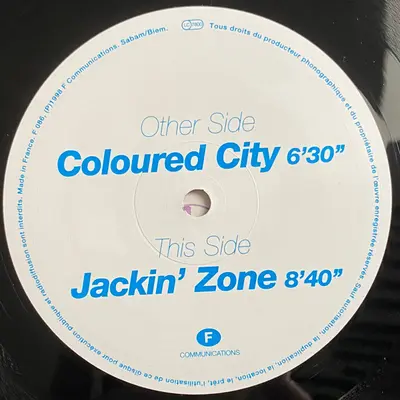 Other Side
Coloured City 6'30”
This Side
Jackin' Zone 8'40”
F
COMMUNICATIONS
Tous droits du producteur phonographique et du propriétaire de l'œuvre enregistrée réservés. Sauf autorisation, la duplication, la location, le prêt, l'utilisation de ce disque pour exécution publique et radiodiffusion sont interdits. Made in France. F 086, (P)1998 F Communications. Sabam/Biem.